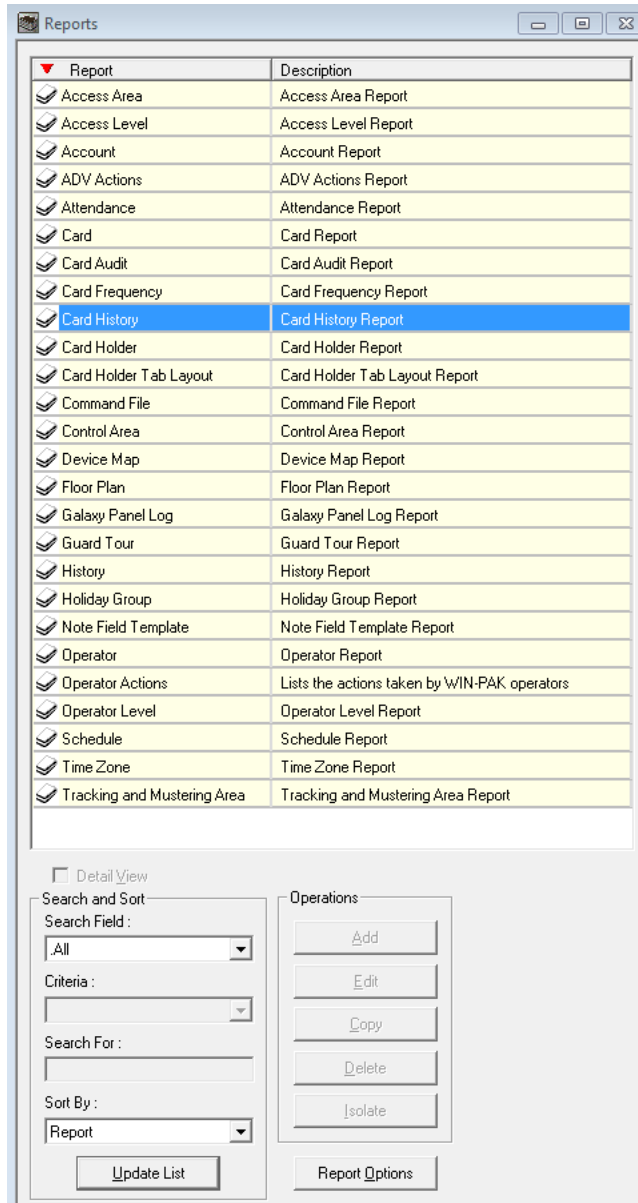 Reports
Report Description
Access Area Access Area Report
Access Level Access Level Report
Account Account Report
ADV Actions ADV Actions Report
Attendance Attendance Report
Card Card Report
Card Audit Card Audit Report
Card Frequency Card Frequency Report
Card History Card History Report
Card Holder Card Holder Report
Card Holder Tab Layout Card Holder Tab Layout Report
Command File Command File Report
Control Area Control Area Report
Device Map Device Map Report
Floor Plan Floor Plan Report
Galaxy Panel Log Galaxy Panel Log Report
Guard Tour Guard Tour Report
History History Report
Holiday Group Holiday Group Report
Note Field Template Note Field Template Report
Operator Operator Report
Operator Actions Lists the actions taken by WIN-PAK operators
Operator Level Operator Level Report
Schedule Schedule Report
Time Zone Time Zone Report
Tracking and Mustering Area Tracking and Mustering Area Report
Detail View
Search and Sort
Search Field :
.All
Criteria :
Search For :
Sort By :
Report
Update List
Operations
Add
Edit
Copy
Delete
Isolate
Report Options